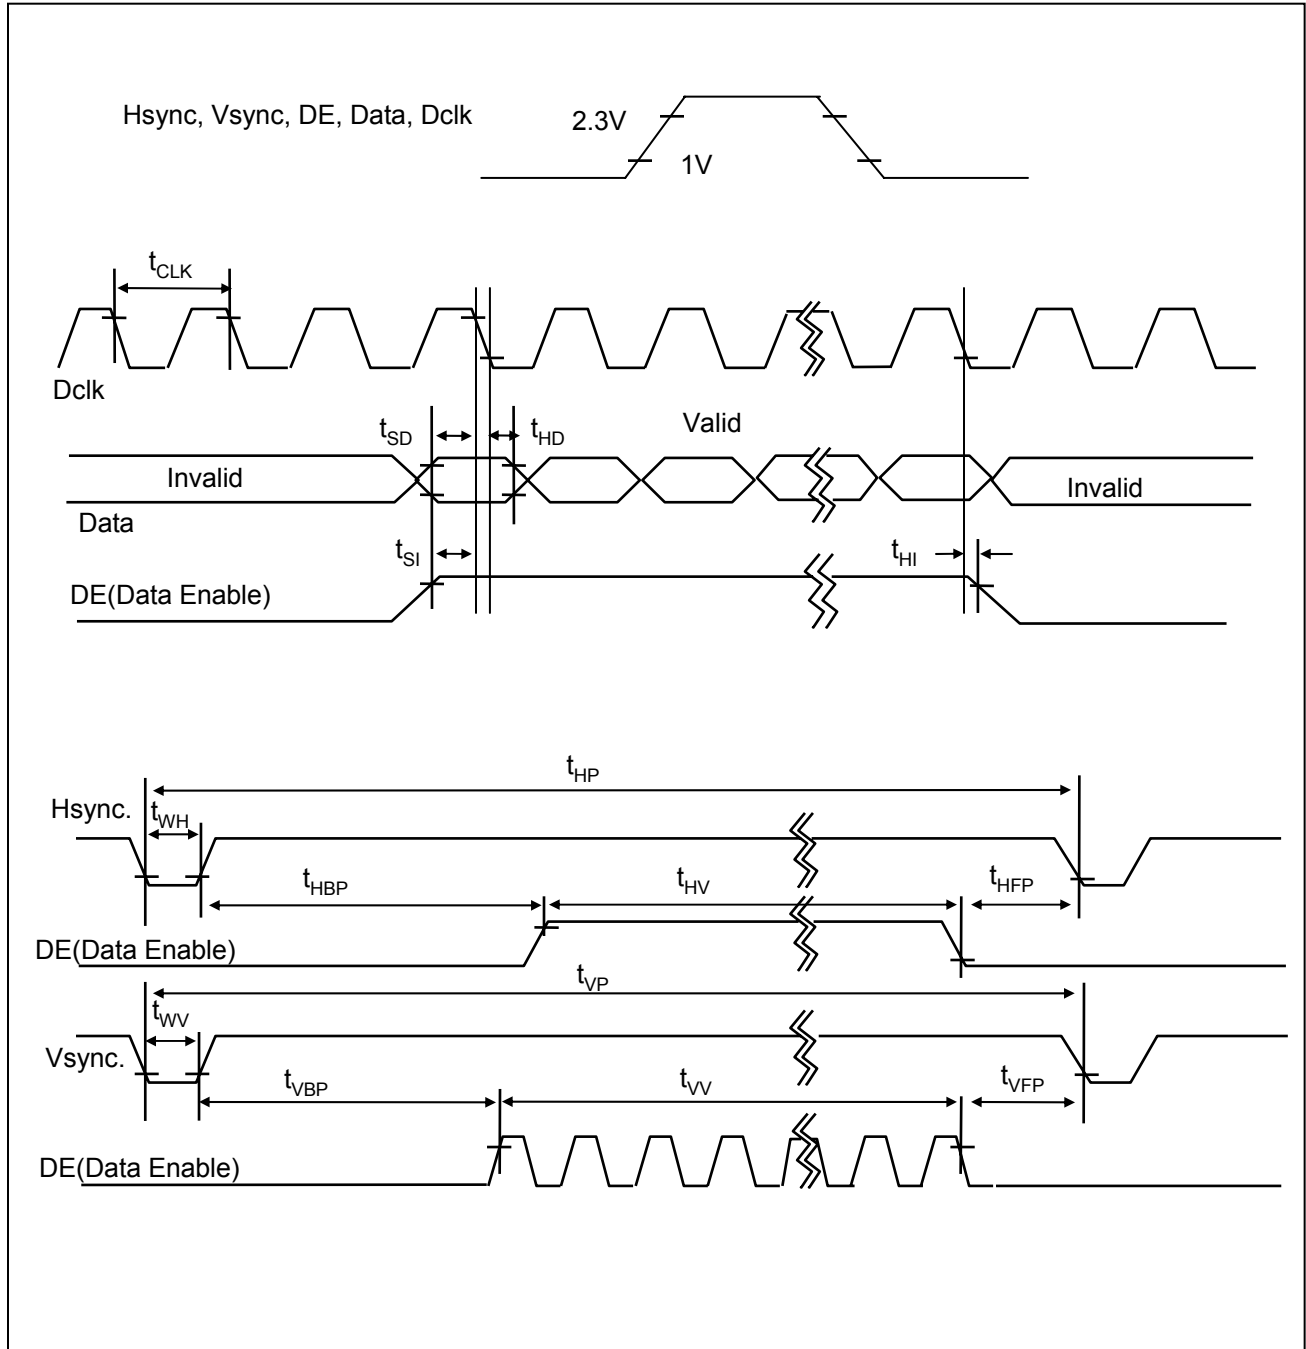 Hsync, Vsync, DE, Data, Dclk
2.3V
1V
tCLK
Dclk
tSD
tHD
Valid
Invalid
Invalid
Data
tSI
tHI
DE(Data Enable)
tHP
Hsync.
tWH
tHBP
tHV
tHFP
DE(Data Enable)
tVP
tWV
Vsync.
tVBP
tVV
tVFP
DE(Data Enable)